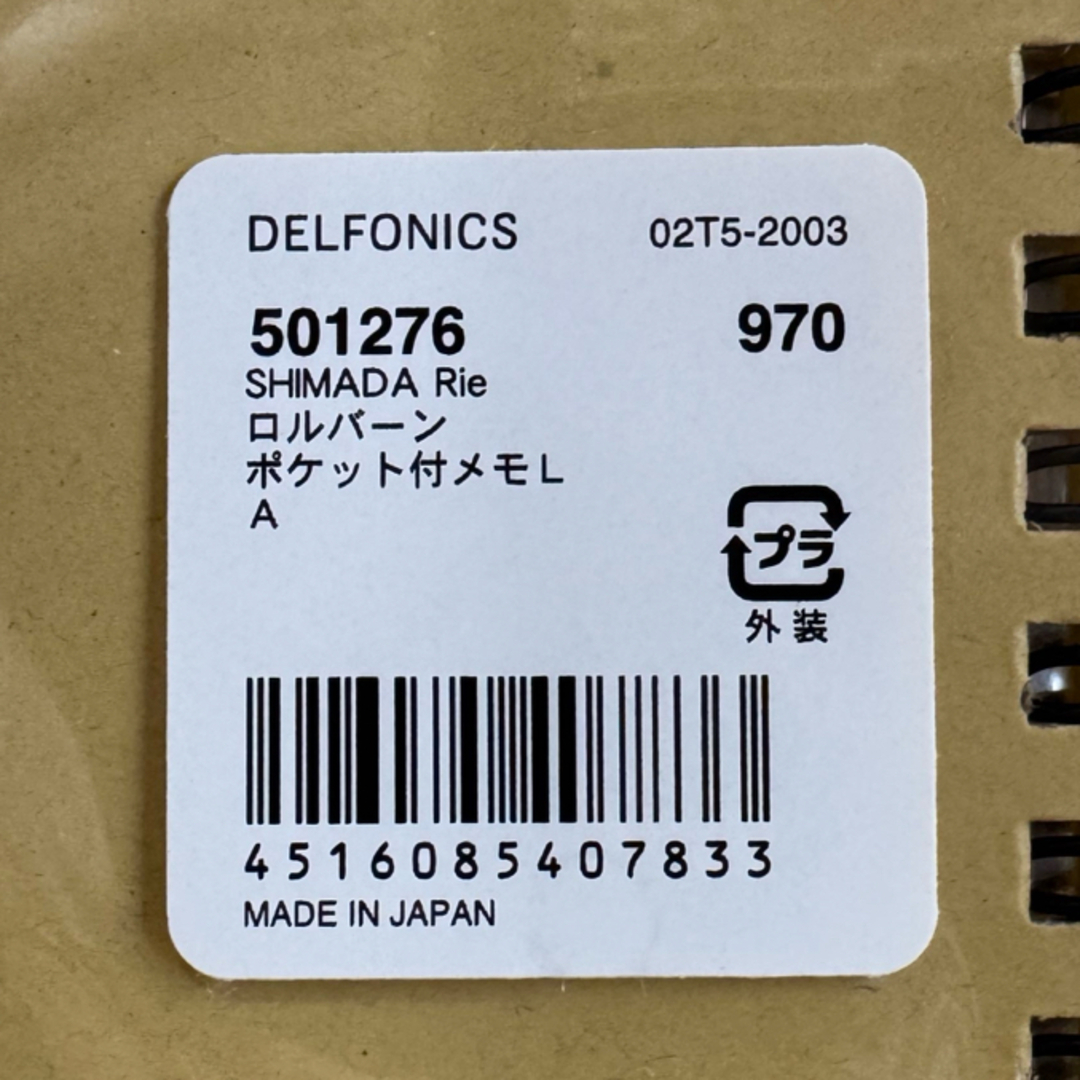 DELFONICS 02T5-2003
501276 970
SHIMADA Rie
ロルバーン
ポケット付メモL
A
プラ
外装
4516085407833
MADE IN JAPAN